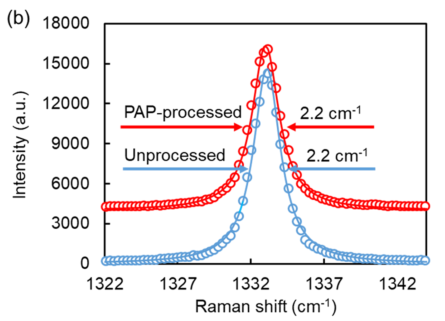 (b)
18000
15000
12000
9000
6000
3000
0
Intensity (a.u.)
PAP-processed 2.2 cm⁻¹
Unprocessed 2.2 cm⁻¹
1322 1327 1332 1337 1342
Raman shift (cm⁻¹)